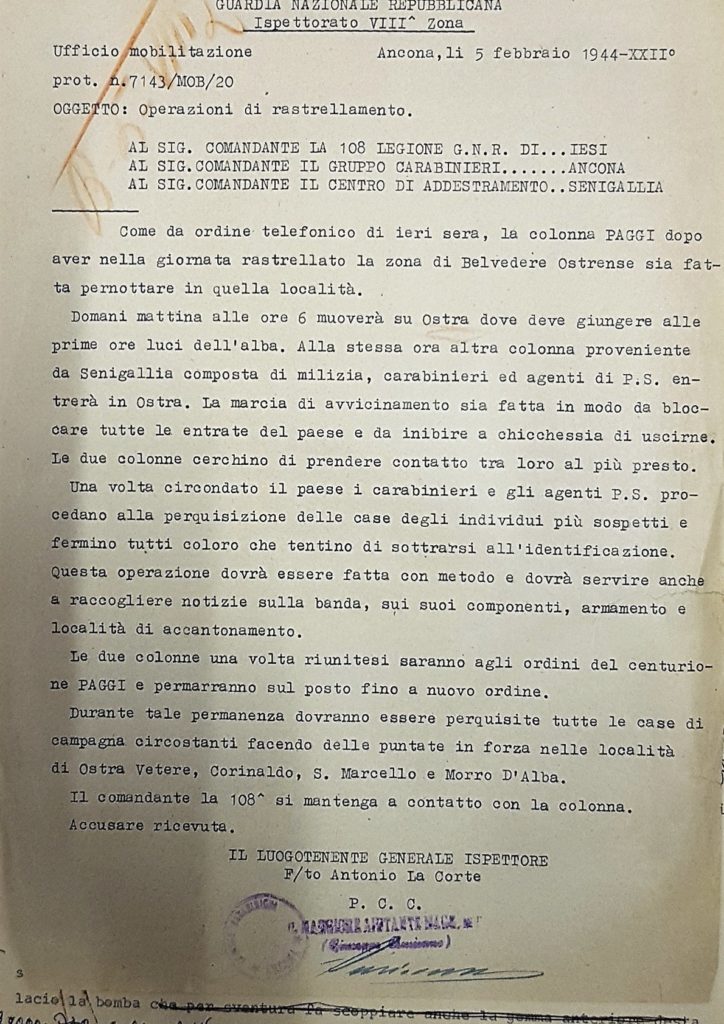 GUARDIA NAZIONALE REPUBBLICANA
Ispettorato VIII^ Zona
Ufficio mobilitazione Ancona,li 5 febbraio 1944-XXII°
prot. n.7143/MOB/20
OGGETTO: Operazioni di rastrellamento.
AL SIG. COMANDANTE LA 108 LEGIONE G.N.R. DI...IESI
AL SIG.COMANDANTE IL GRUPPO CARABINIERI.......ANCONA
AL SIG.COMANDANTE IL CENTRO DI ADDESTRAMENTO..SENIGALLIA
Come da ordine telefonico di ieri sera, la colonna PAGGI dopo
aver nella giornata rastrellato la zona di Belvedere Ostrense sia fat-
ta pernottare in quella località.
Domani mattina alle ore 6 muoverà su Ostra dove deve giungere alle
prime ore luci dell'alba. Alla stessa ora altra colonna proveniente
da Senigallia composta di milizia, carabinieri ed agenti di P.S. en-
trerà in Ostra. La marcia di avvicinamento sia fatta in modo da bloc-
care tutte le entrate del paese e da inibire a chicchessia di uscirne.
Le due colonne cerchino di prendere contatto tra loro al più presto.
Una volta circondato il paese i carabinieri e gli agenti P.S. pro-
cedano alla perquisizione delle case degli individui più sospetti e
fermino tutti coloro che tentino di sottrarsi all'identificazione.
Questa operazione dovrà essere fatta con metodo e dovrà servire anche
a raccogliere notizie sulla banda, sui suoi componenti, armamento e
località di accantonamento.
Le due colonne una volta riunitesi saranno agli ordini del centurio-
ne PAGGI e permarranno sul posto fino a nuovo ordine.
Durante tale permanenza dovranno essere perquisite tutte le case di
campagna circostanti facendo delle puntate in forza nelle località
di Ostra Vetere, Corinaldo, S. Marcello e Morro D'Alba.
Il comandante la 108^ si mantenga a contatto con la colonna.
Accusare ricevuta.
IL LUOGOTENENTE GENERALE ISPETTORE
F/to Antonio La Corte
P. C. C.
IL MAGGIORE AIUTANTE MAGG.
(Giuseppe
s
lacio la bomba che per sventura fa scoppiare anche la